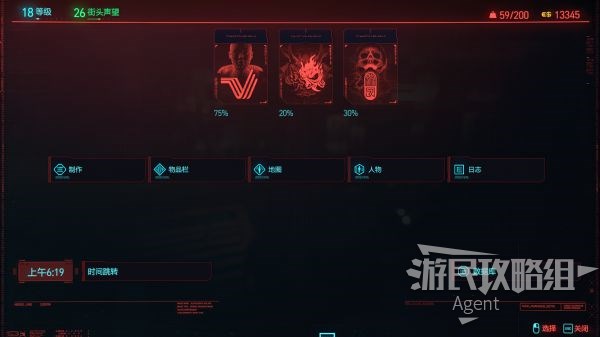 18 等级
26 街头声望
59/200
E$ 13345
75%
20%
30%
制作
物品栏
地图
人物
日志
上午6:19
时间跳转
数据库
游民攻略组
Agent
选择
ESC 关闭